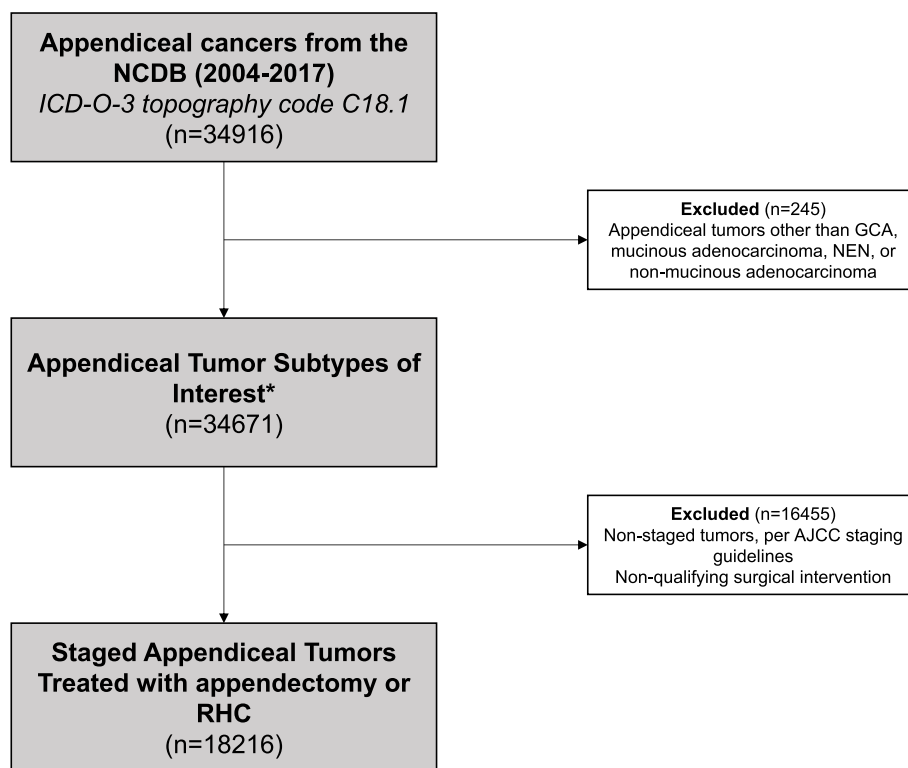 Appendiceal cancers from the
NCDB (2004-2017)
ICD-O-3 topography code C18.1
(n=34916)
Excluded (n=245)
Appendiceal tumors other than GCA,
mucinous adenocarcinoma, NEN, or
non-mucinous adenocarcinoma
Appendiceal Tumor Subtypes of
Interest*
(n=34671)
Excluded (n=16455)
Non-staged tumors, per AJCC staging
guidelines
Non-qualifying surgical intervention
Staged Appendiceal Tumors
Treated with appendectomy or
RHC
(n=18216)